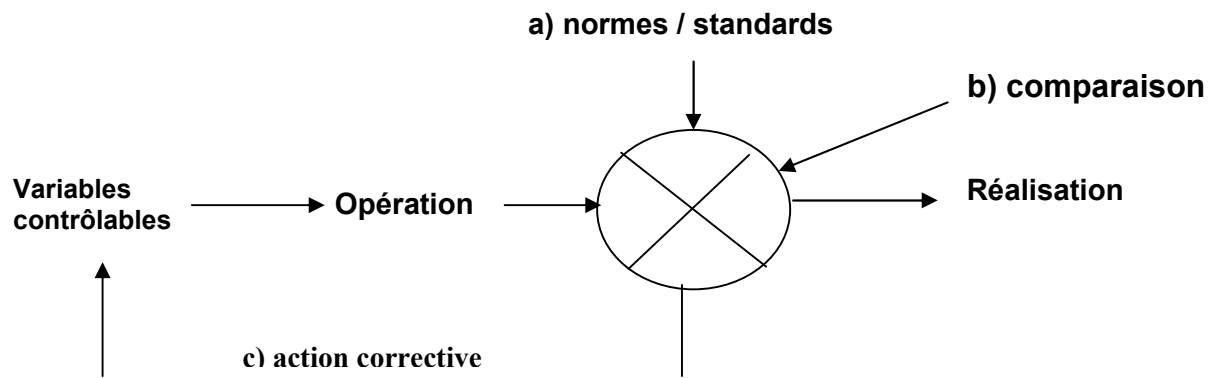 a) normes / standards
b) comparaison
Variables
contrôlables
Opération
Réalisation
c) action corrective